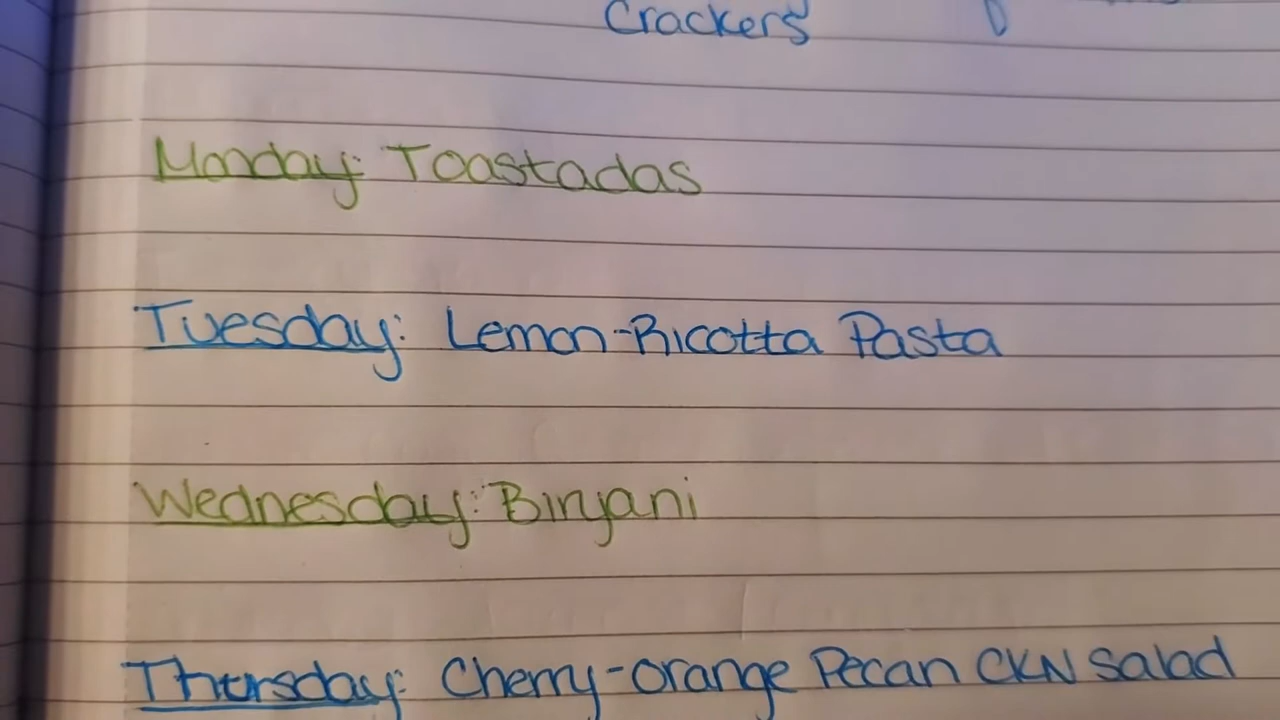 Crackers
Monday: Toastadas
Tuesday: Lemon-Ricotta Pasta
Wednesday: Biryani
Thursday: Cherry-orange Pecan CKN Salad